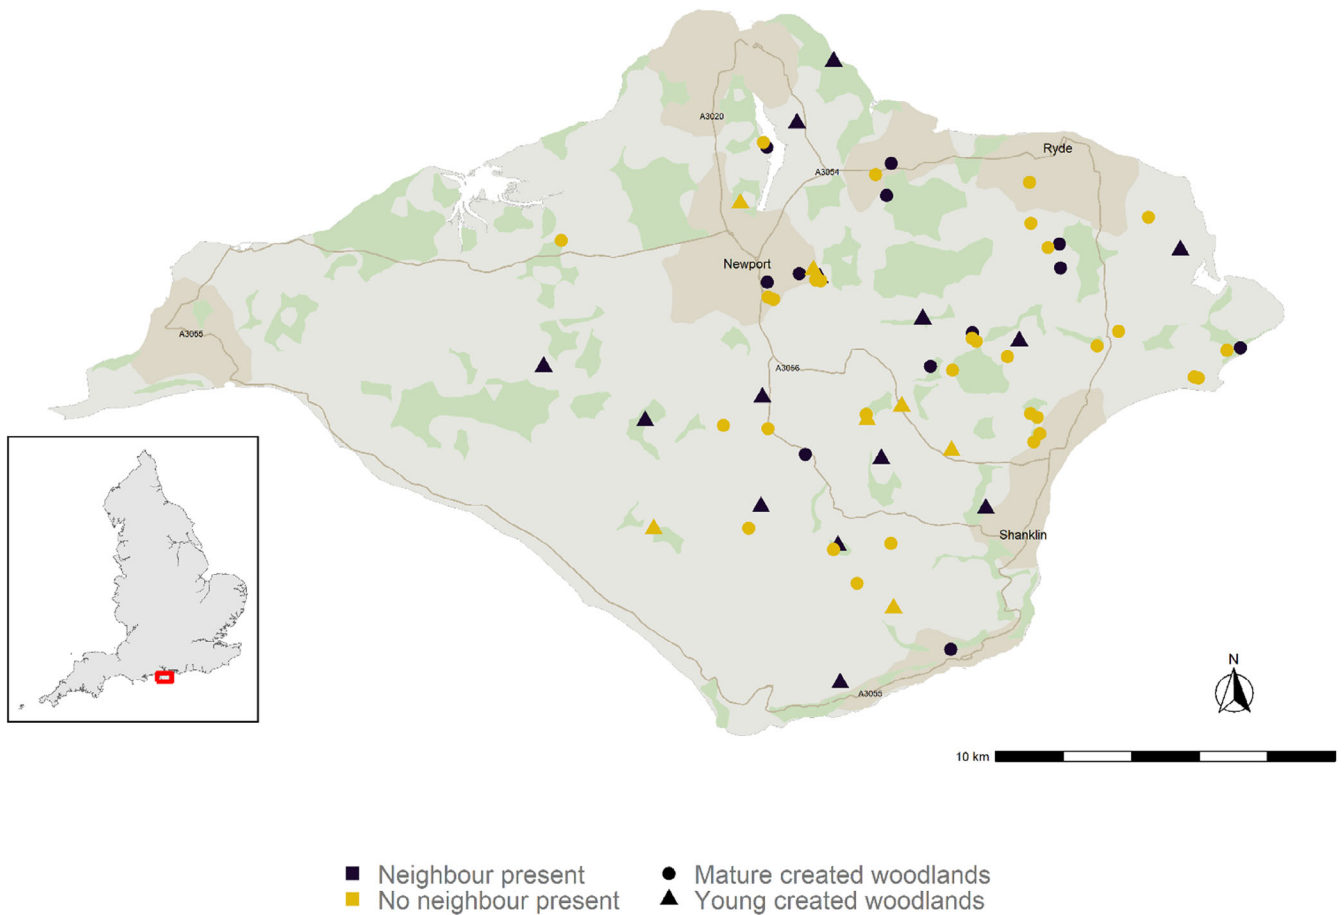 A3020
Ryde
A3054
Newport
A3055
A3056
Shanklin
N
A3055
10 km
Neighbour present
Mature created woodlands
No neighbour present
Young created woodlands